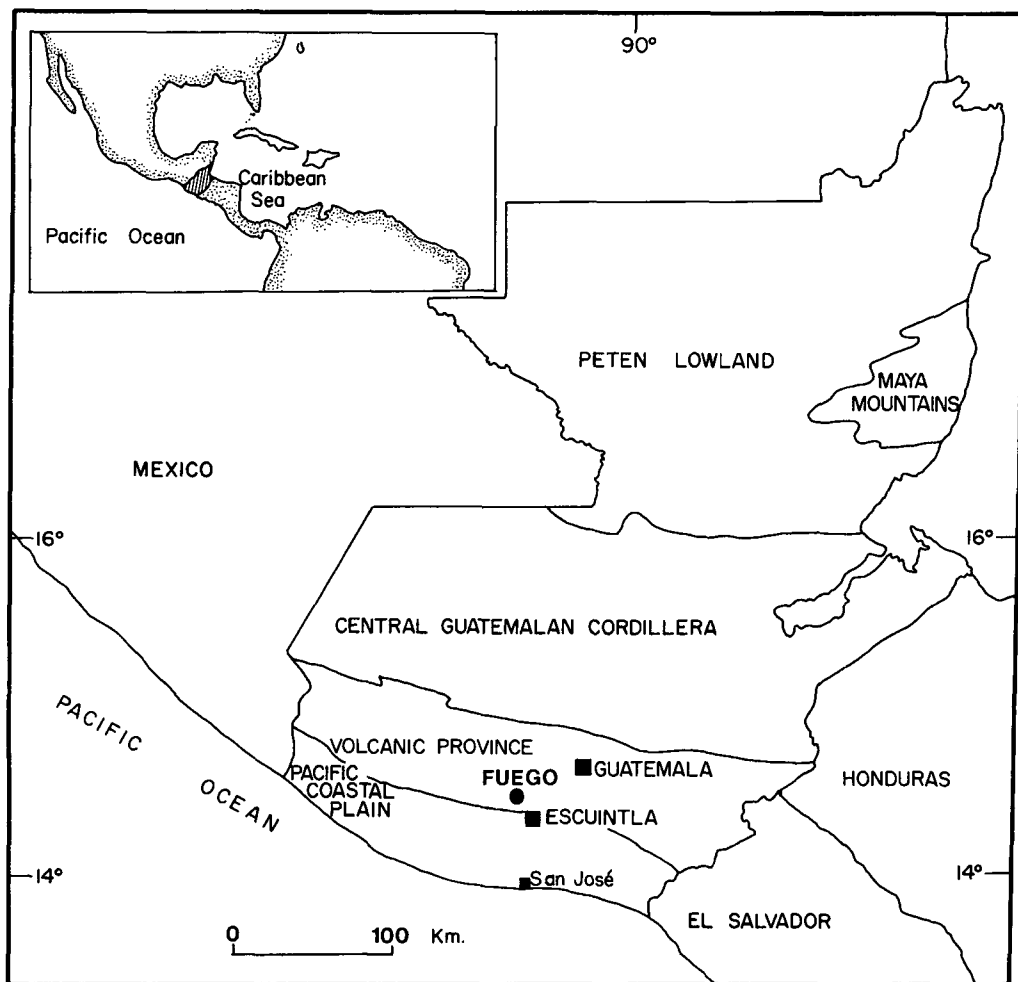 90°
Caribbean
Sea
Pacific Ocean
PETEN LOWLAND
MAYA
MOUNTAINS
MEXICO
16°
16°
CENTRAL GUATEMALAN CORDILLERA
PACIFIC
OCEAN
VOLCANIC PROVINCE
PACIFIC
COASTAL
PLAIN
FUEGO
GUATEMALA
HONDURAS
ESCUINTLA
14°
14°
San José
EL SALVADOR
0 100 Km.